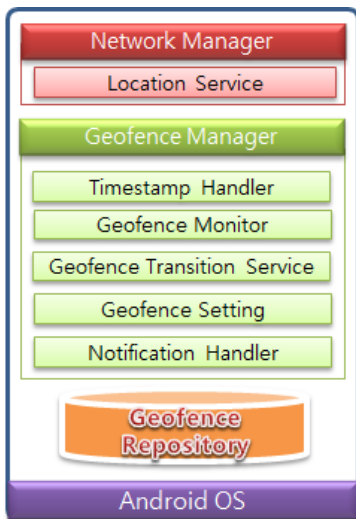 Network Manager
Location Service
Geofence Manager
Timestamp Handler
Geofence Monitor
Geofence Transition Service
Geofence Setting
Notification Handler
Geofence
Repository
Android OS